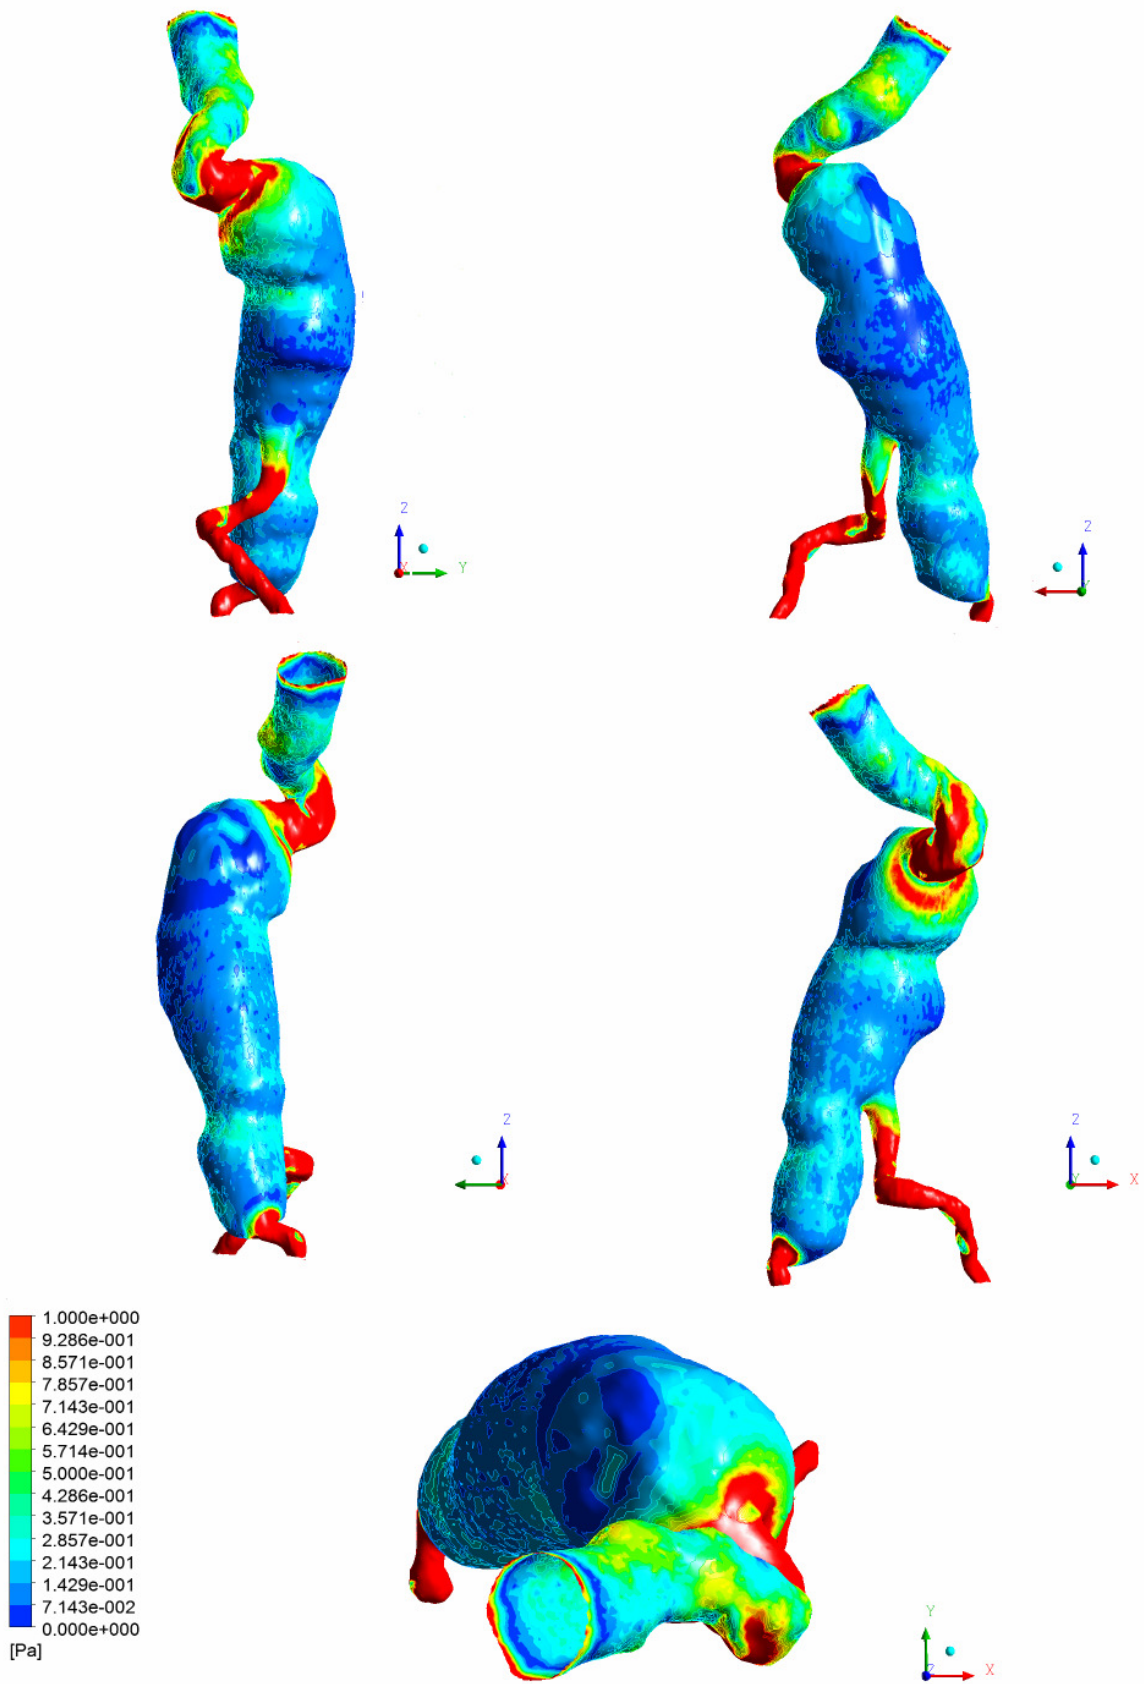 Z
X
Y
Z
Y
Z
X
Z
Y
X
1.000e+000
9.286e-001
8.571e-001
7.857e-001
7.143e-001
6.429e-001
5.714e-001
5.000e-001
4.286e-001
3.571e-001
2.857e-001
2.143e-001
1.429e-001
7.143e-002
0.000e+000
[Pa]
Y
Z
X